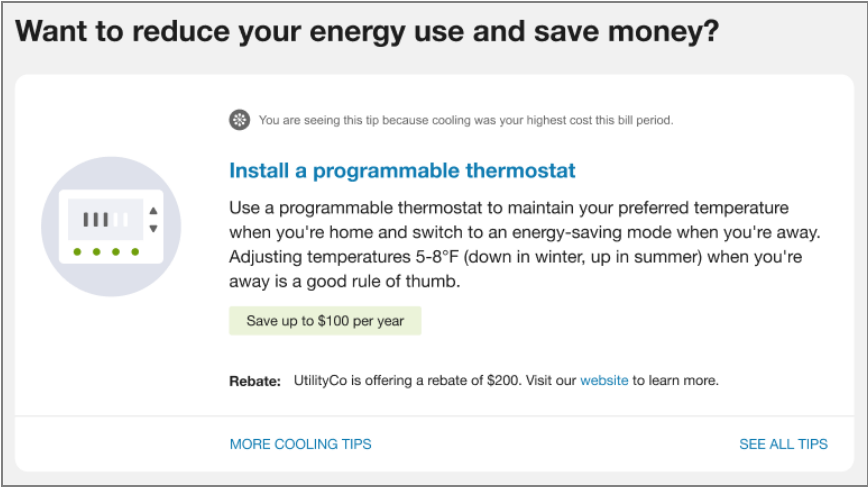 Want to reduce your energy use and save money?
You are seeing this tip because cooling was your highest cost this bill period.
Install a programmable thermostat
Use a programmable thermostat to maintain your preferred temperature
when you're home and switch to an energy-saving mode when you're away.
Adjusting temperatures 5-8°F (down in winter, up in summer) when you're
away is a good rule of thumb.
Save up to $100 per year
Rebate: UtilityCo is offering a rebate of $200. Visit our website to learn more.
MORE COOLING TIPS
SEE ALL TIPS